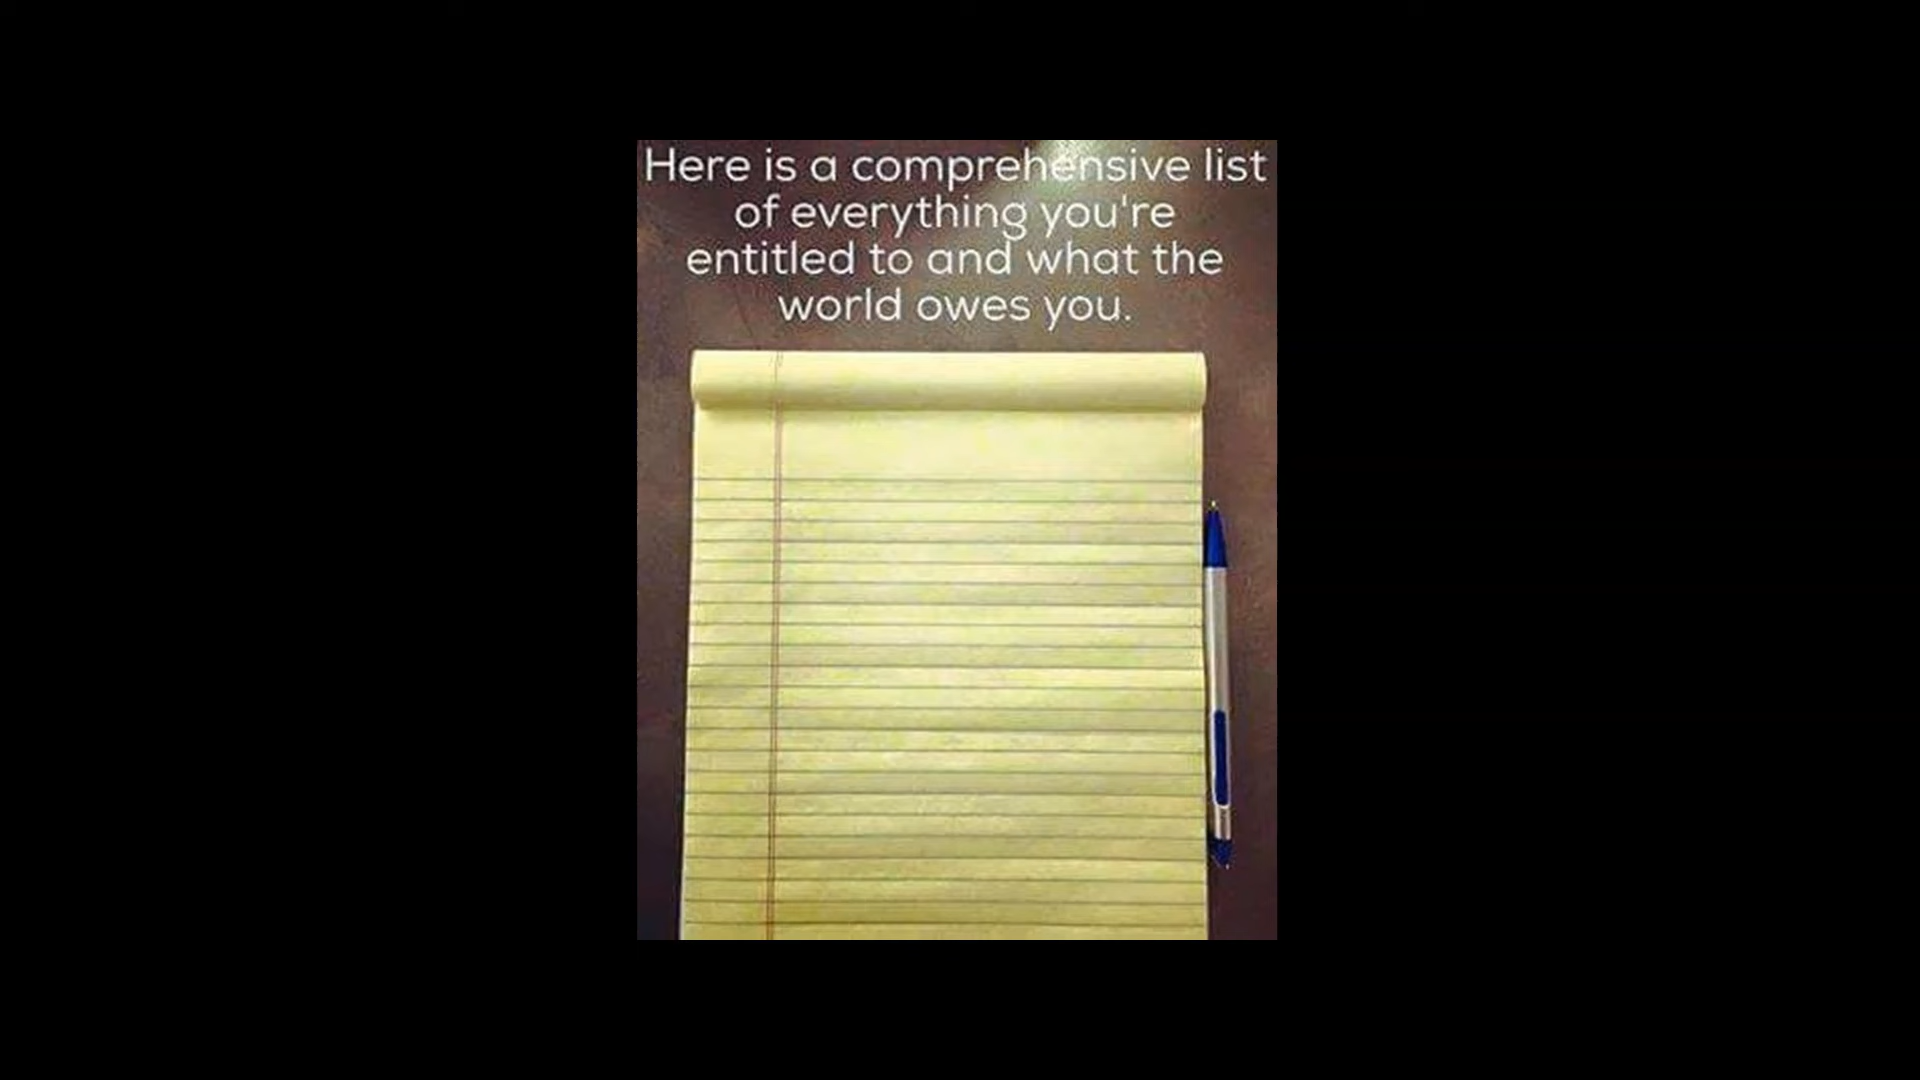 Here is a comprehensive list
of everything you're
entitled to and what the
world owes you.